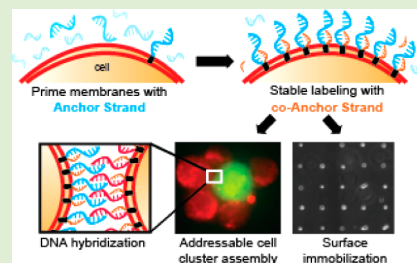 cell
Prime membranes with
Anchor Strand
Stable labeling with
co-Anchor Strand
DNA hybridization
Addressable cell
cluster assembly
Surface
immobilization